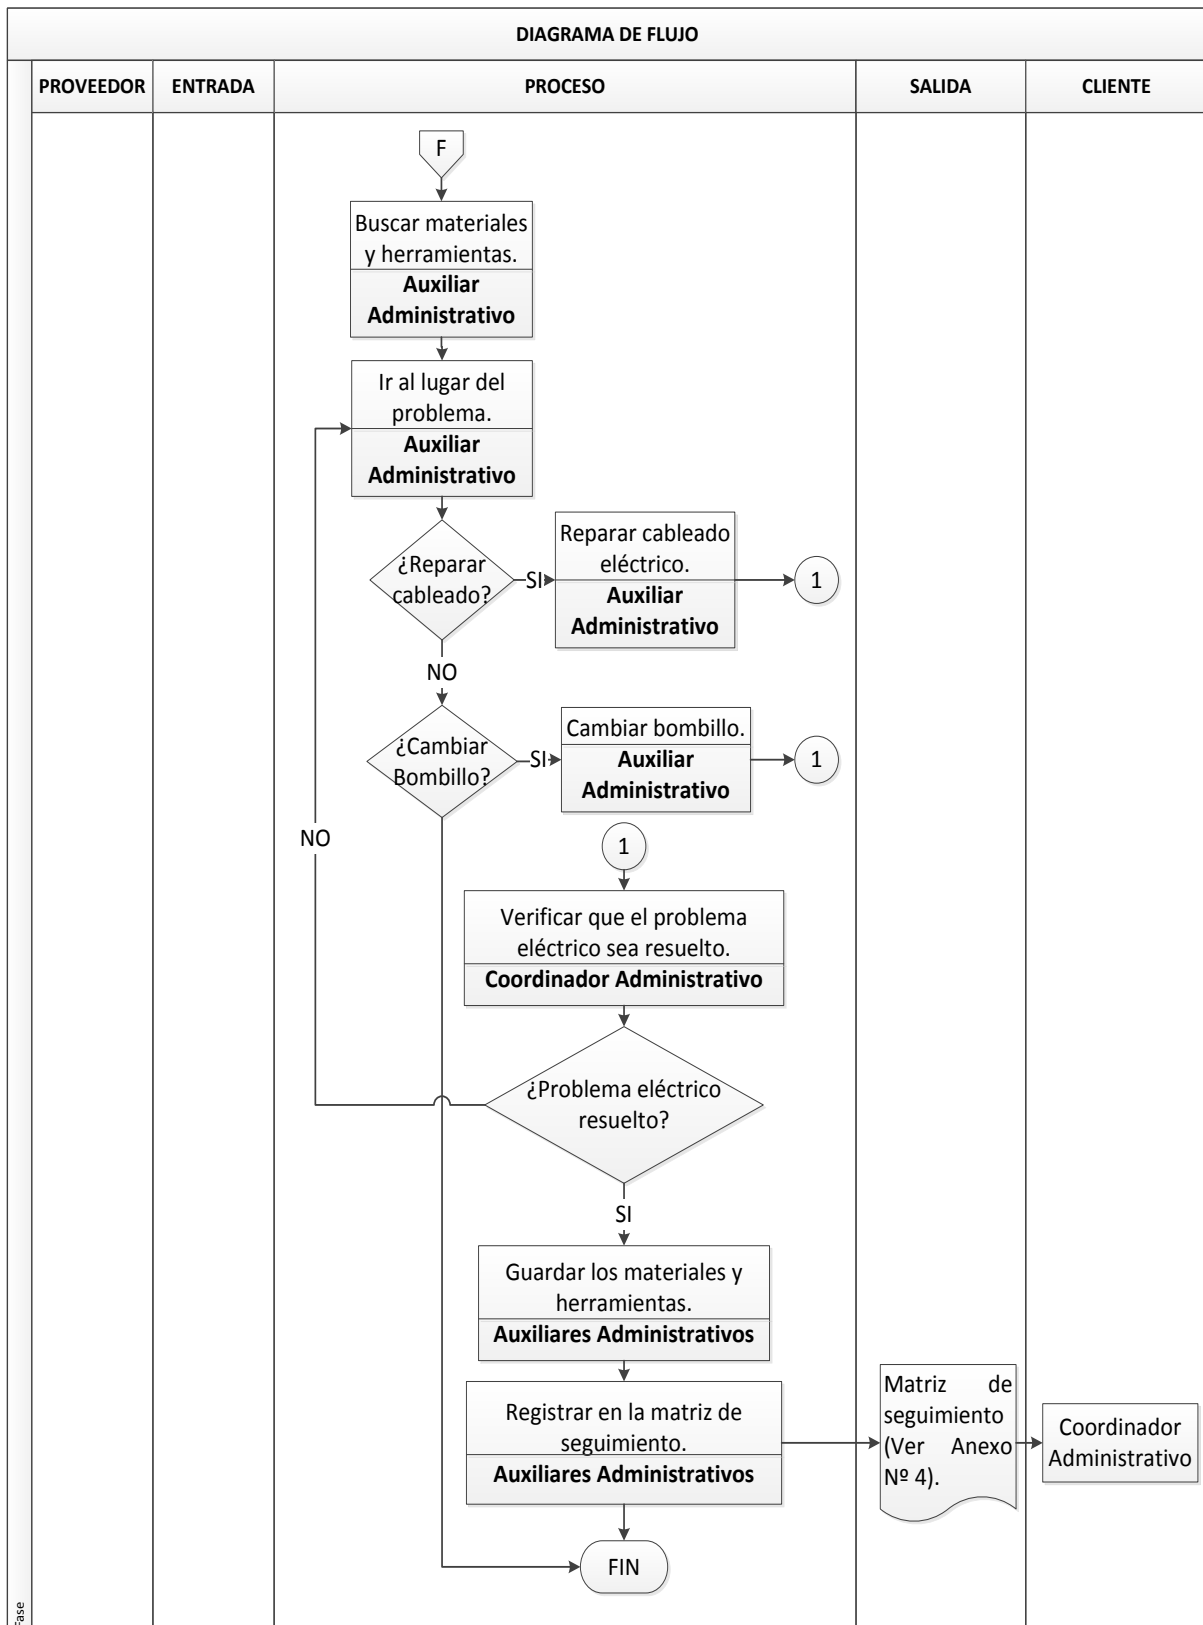 DIAGRAMA DE FLUJO
PROVEEDOR
ENTRADA
PROCESO
SALIDA
CLIENTE
F
Buscar materiales
y herramientas.
Auxiliar
Administrativo
Ir al lugar del
problema.
Auxiliar
Administrativo
¿Reparar
cableado?
SI
Reparar cableado
eléctrico.
Auxiliar
Administrativo
1
NO
¿Cambiar
Bombillo?
SI
Cambiar bombillo.
Auxiliar
Administrativo
1
NO
1
Verificar que el problema
eléctrico sea resuelto.
Coordinador Administrativo
¿Problema eléctrico
resuelto?
SI
Guardar los materiales y
herramientas.
Auxiliares Administrativos
Registrar en la matriz de
seguimiento.
Auxiliares Administrativos
Matriz de
seguimiento
(Ver Anexo
Nº 4).
Coordinador
Administrativo
FIN
Fase